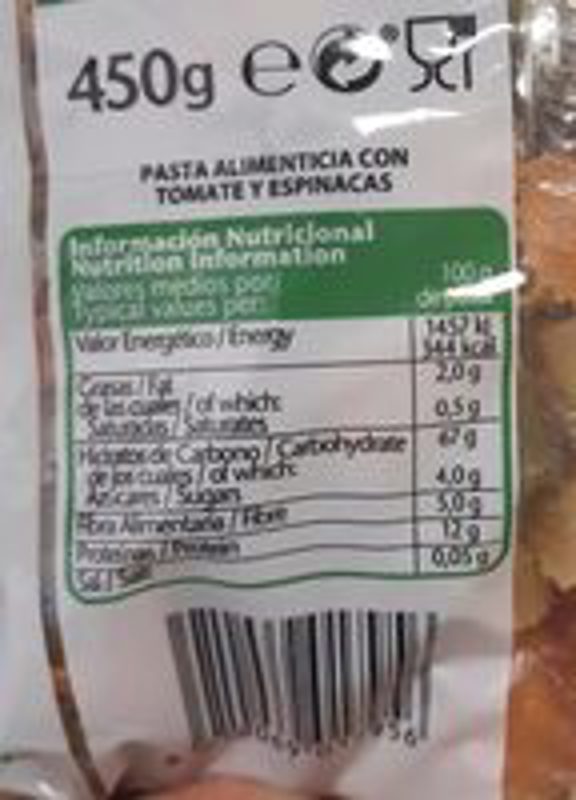 450g e
PASTA ALIMENTICIA CON
TOMATE Y ESPINACAS
Información Nutricional
Nutrition Information
Valores medios por/
Typical values per:
100 g
Valor Energético / Energy
1457 kJ
344 kcal
Grasas / Fat 2,0 g
de las cuales / of which:
Saturadas / Saturates 0,5 g
Hidratos de Carbono / Carbohydrate 67 g
de los cuales / of which:
Azúcares / Sugars 4,0 g
Fibra Alimentaria / Fibre 5,0 g
Proteínas / Protein 12 g
Sal / Salt 0,05 g